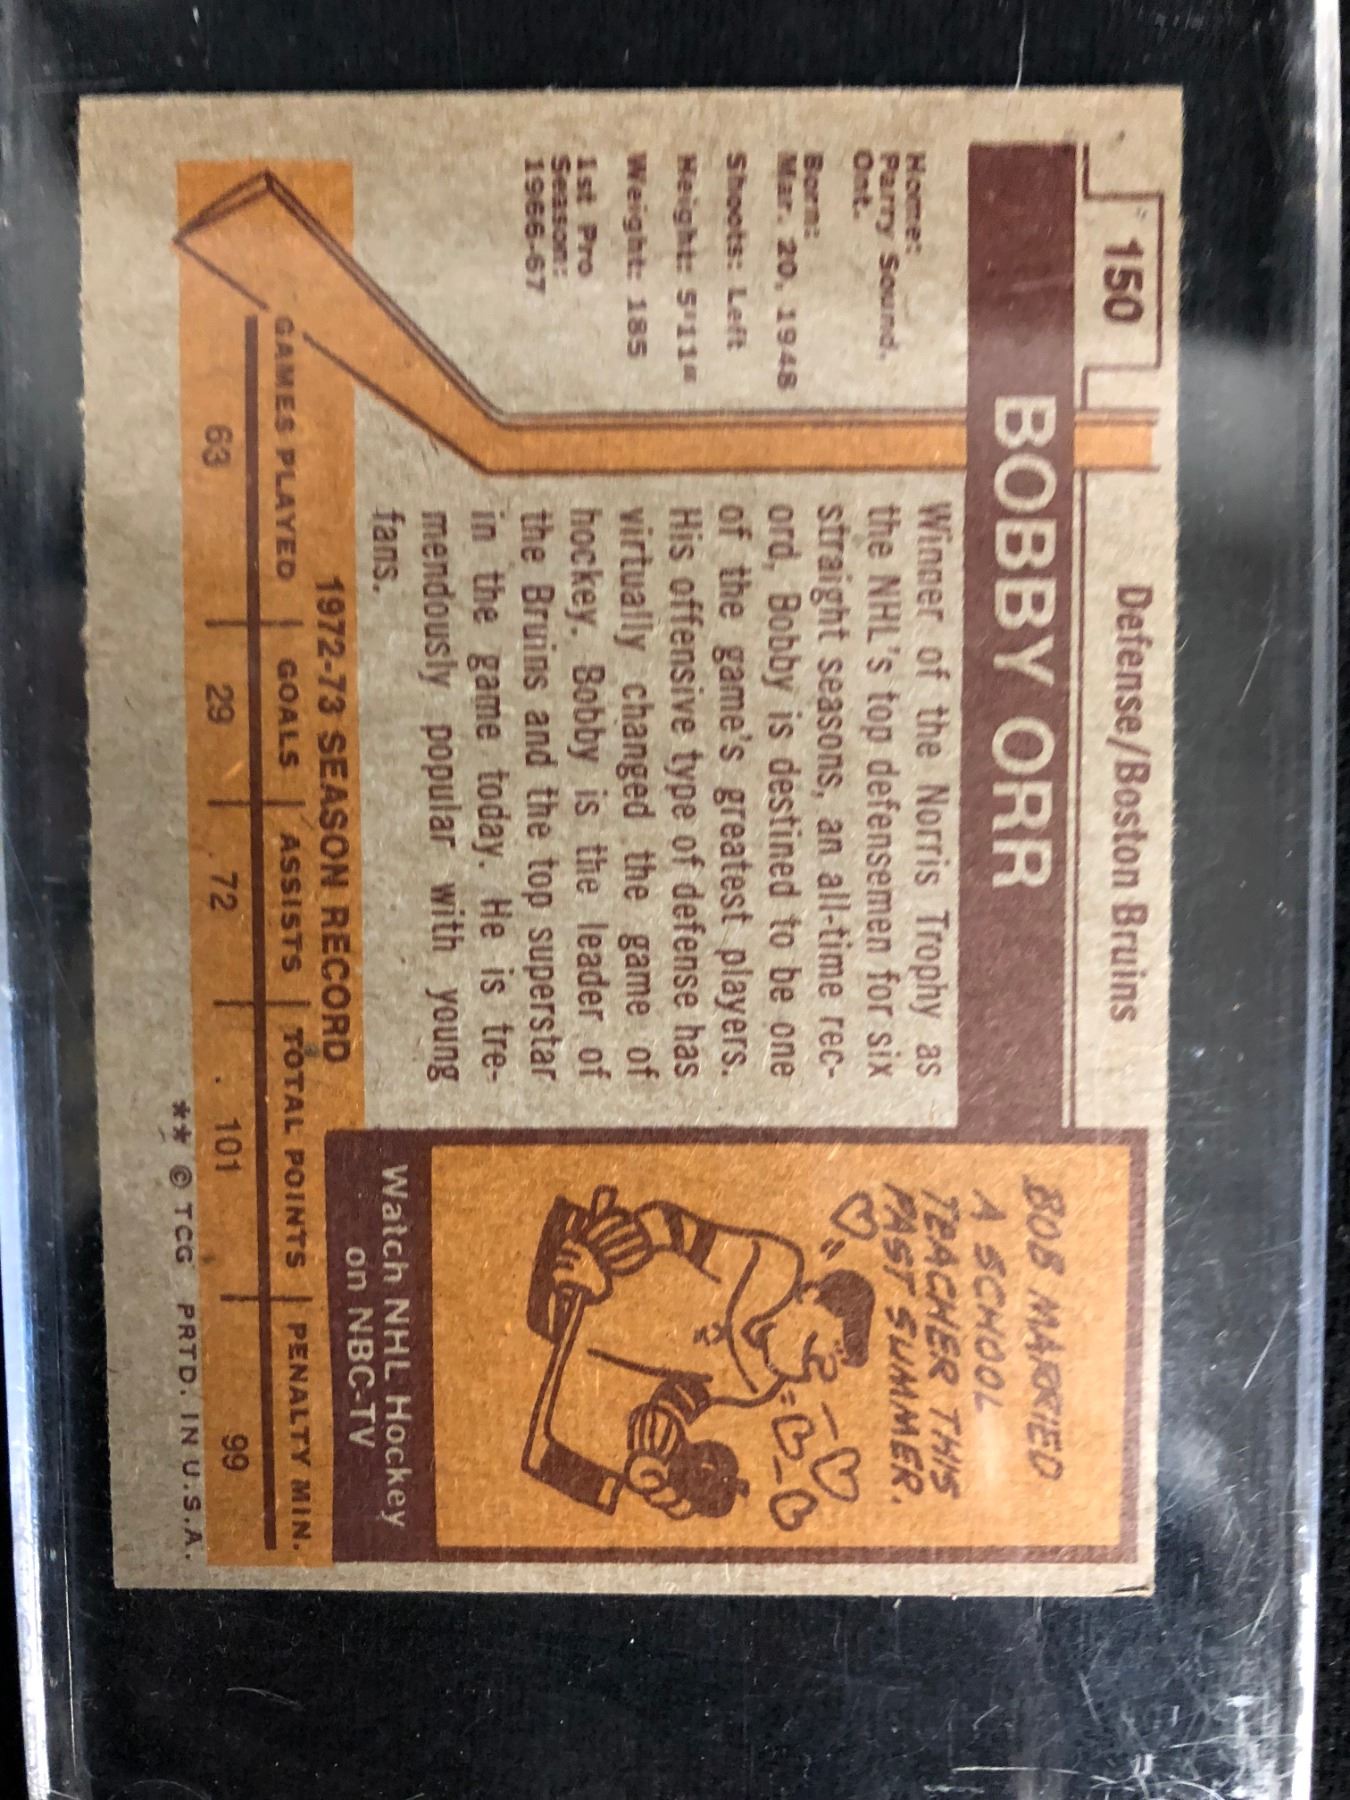 150
Defense/Boston Bruins
BOBBY ORR
Home:
Parry Sound,
Ont.
Born:
Mar. 20, 1948
Shoots: Left
Height: 5'11"
Weight: 185
1st Pro
Season:
1966-67
Winner of the Norris Trophy as
the NHL's top defensemen for six
straight seasons, an all-time rec-
ord, Bobby is destined to be one
of the game's greatest players.
His offensive type of defense has
virtually changed the game of
hockey. Bobby is the leader of
the Bruins and the top superstar
in the game today. He is tre-
mendously popular with young
fans.
BOB MARRIED
A SCHOOL
TEACHER THIS
PAST SUMMER.
Watch NHL Hockey
on NBC-TV
1972-73 SEASON RECORD
GAMES PLAYED | GOALS | ASSISTS | TOTAL POINTS | PENALTY MIN.
63 | 29 | 72 | 101 | 99
** © TCG PRTD. IN U.S.A.